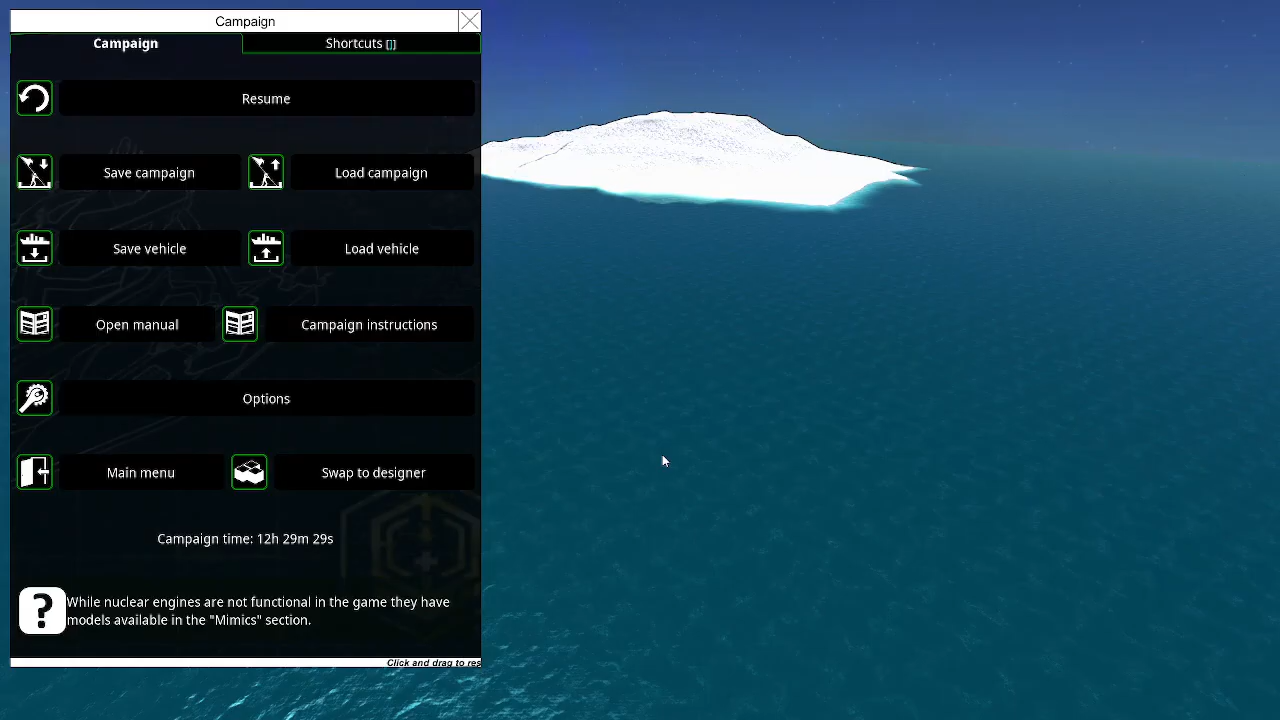 Campaign
Campaign
Shortcuts []]
Resume
Save campaign
Load campaign
Save vehicle
Load vehicle
Open manual
Campaign instructions
Options
Main menu
Swap to designer
Campaign time: 12h 29m 29s
?
While nuclear engines are not functional in the game they have
models available in the "Mimics" section.
Click and drag to res